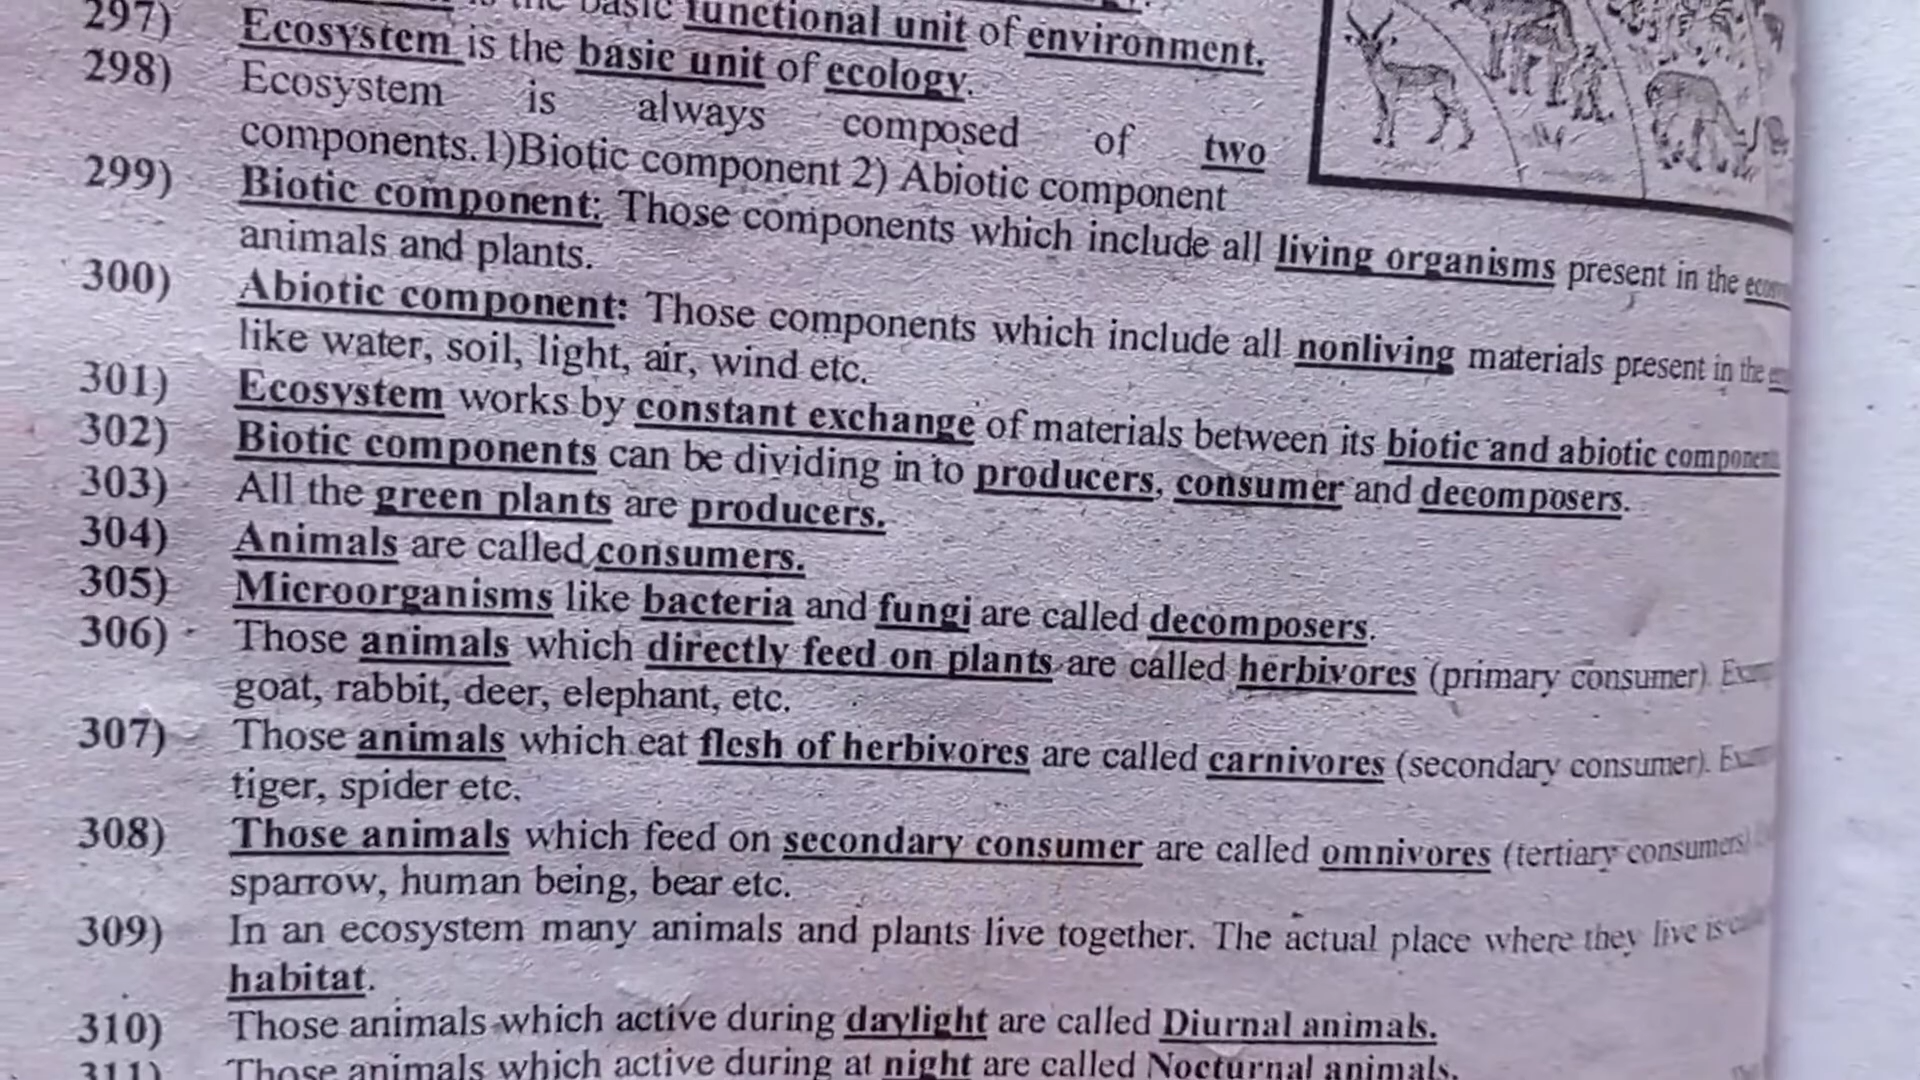 is the basic functional unit of environment.
297) Ecosystem is the basic unit of ecology.
298) Ecosystem is always composed of two
components.1)Biotic component 2) Abiotic component
299) Biotic component: Those components which include all living organisms present in the
animals and plants.
300) Abiotic component: Those components which include all nonliving materials present in the
like water, soil, light, air, wind etc.
301) Ecosystem works by constant exchange of materials between its biotic and abiotic
302) Biotic components can be dividing in to producers, consumer and decomposers.
303) All the green plants are producers.
304) Animals are called consumers.
305) Microorganisms like bacteria and fungi are called decomposers.
306) Those animals which directly feed on plants are called herbivores (primary consumer).
goat, rabbit, deer, elephant, etc.
307) Those animals which eat flesh of herbivores are called carnivores (secondary consumer).
tiger, spider etc.
308) Those animals which feed on secondary consumer are called omnivores (tertiary consumers)
sparrow, human being, bear etc.
309) In an ecosystem many animals and plants live together. The actual place where they live is
habitat.
310) Those animals which active during daylight are called Diurnal animals.
311) Those animals which active during at night are called Nocturnal animals.